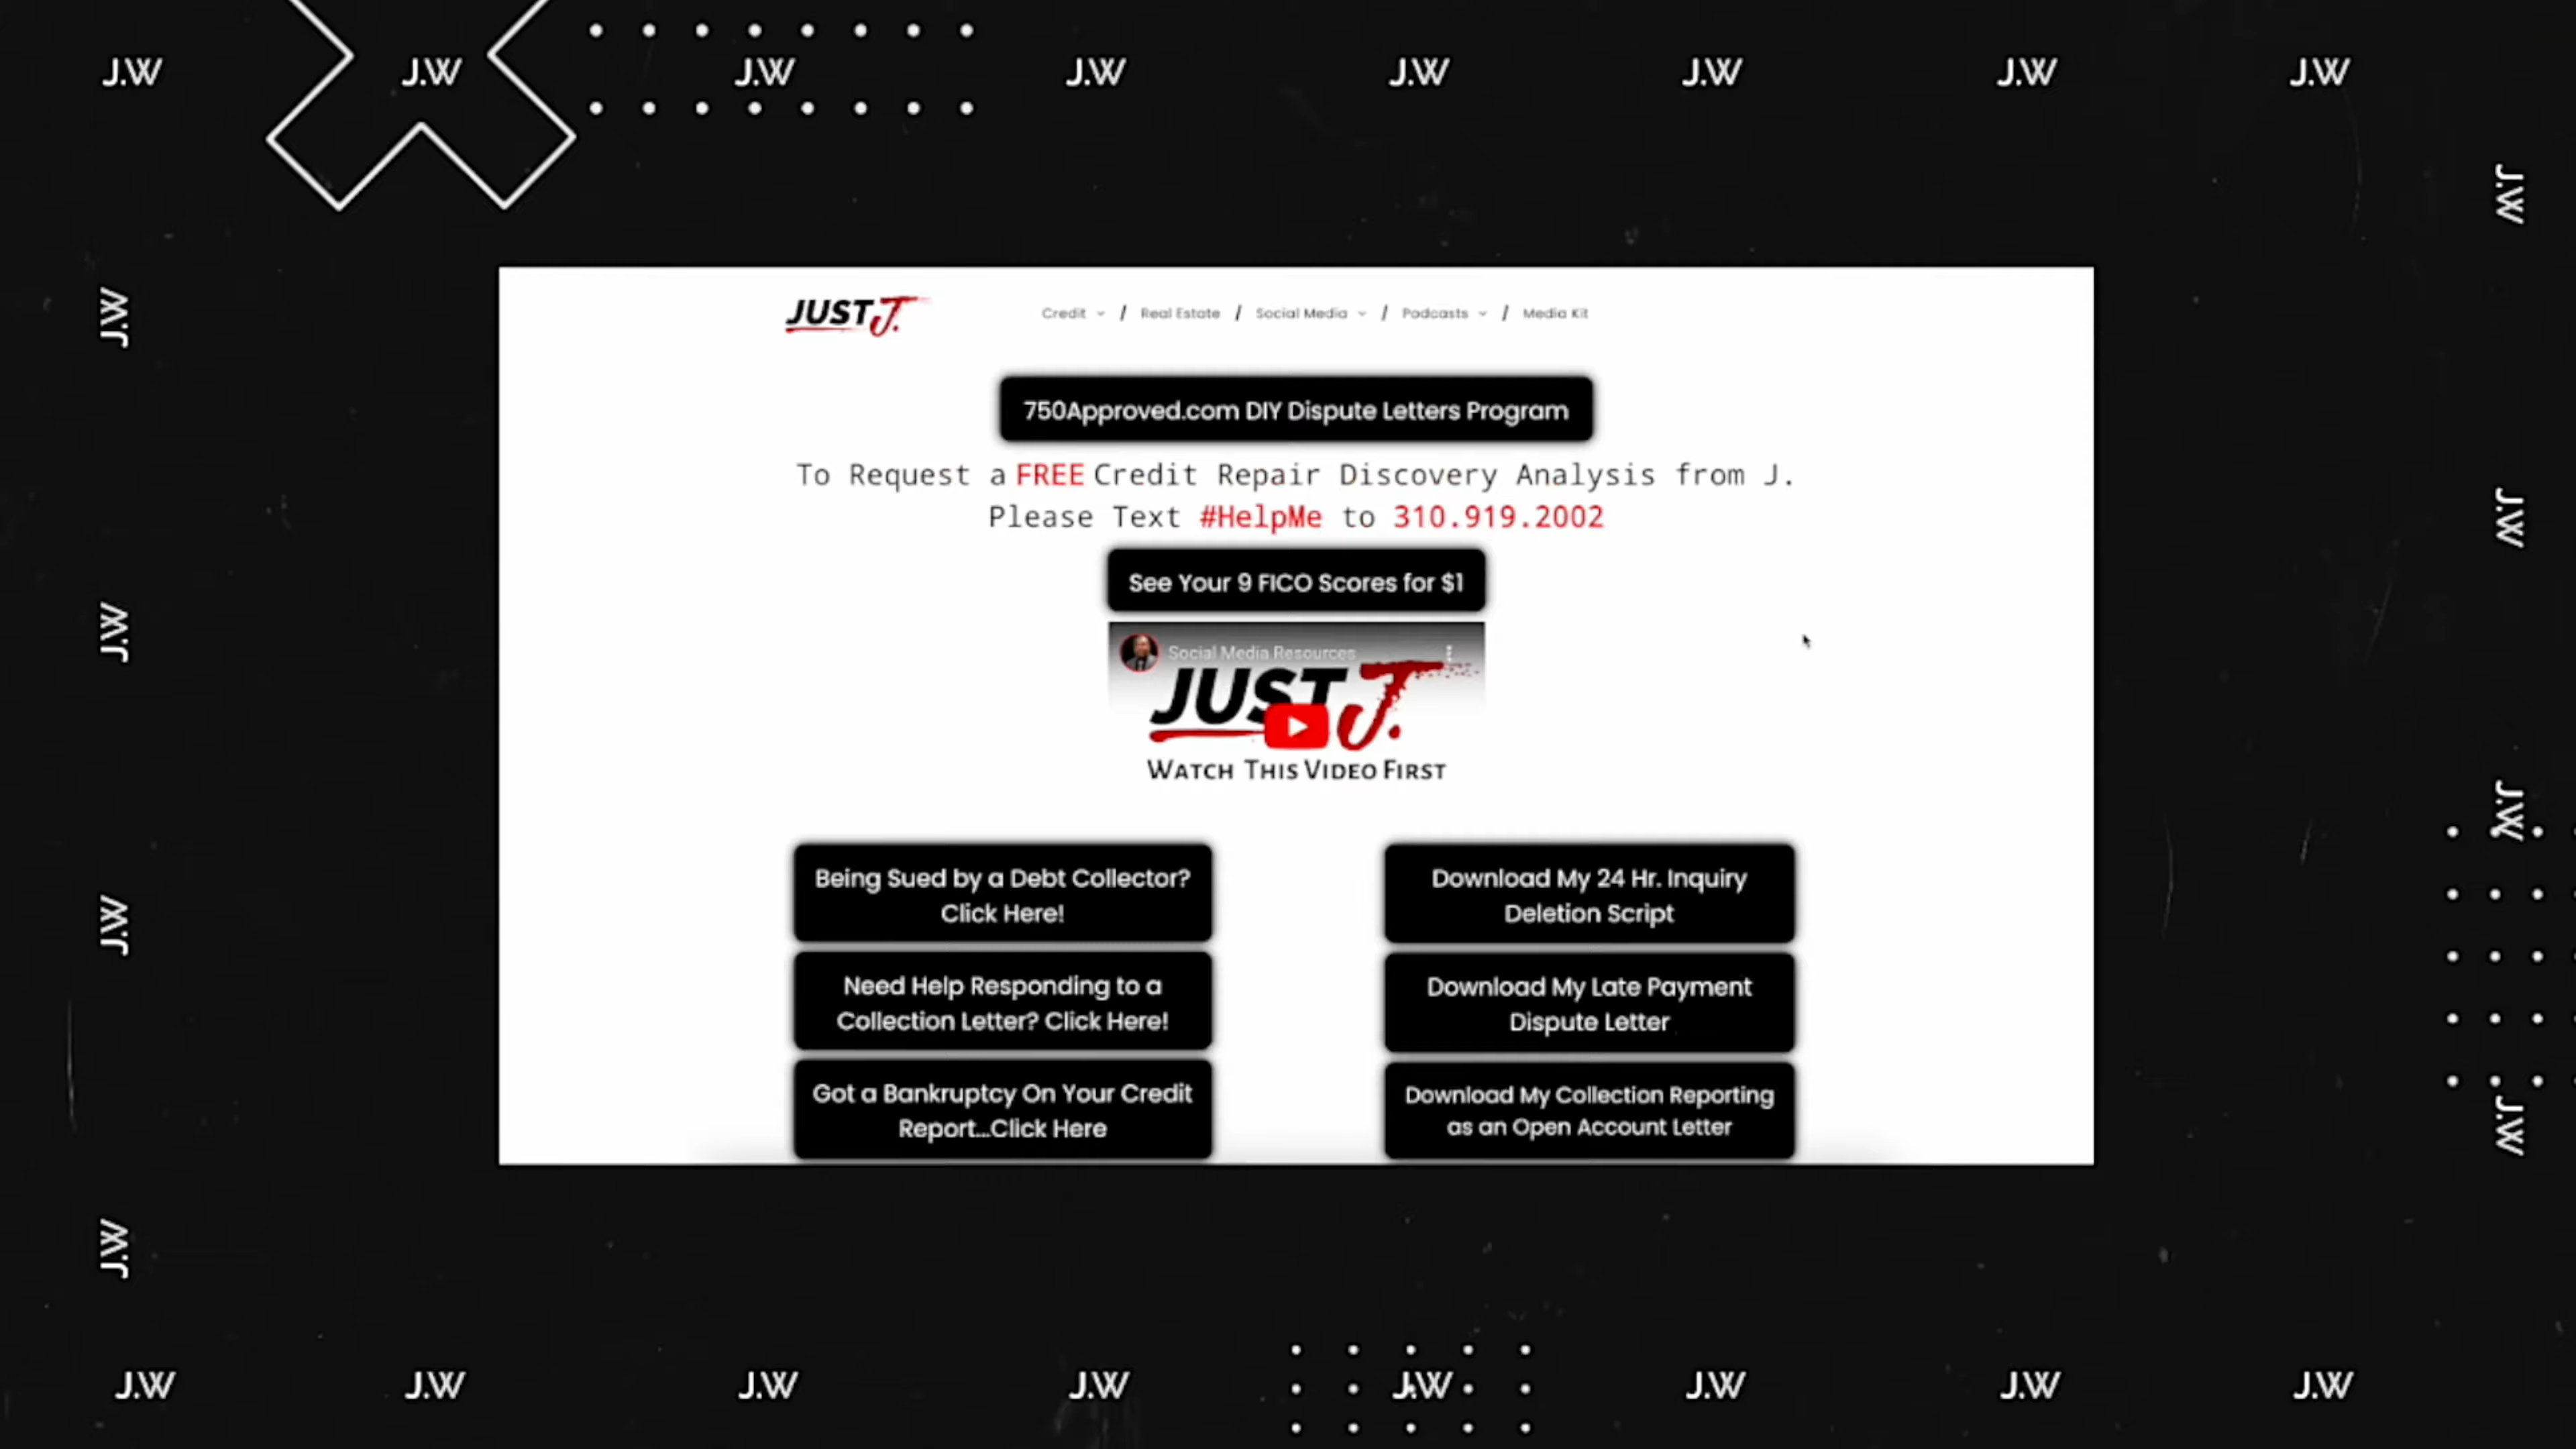 J.W J.W J.W J.W J.W J.W J.W J.W
J.W
J.W
JUST J.
Credit / Real Estate / Social Media / Podcasts / Media Kit
750Approved.com DIY Dispute Letters Program
To Request a FREE Credit Repair Discovery Analysis from J.
Please Text #HelpMe to 310.919.2002
J.W
See Your 9 FICO Scores for $1
J.W
Social Media Resources
JUST J.
WATCH THIS VIDEO FIRST
J.W
Being Sued by a Debt Collector?
Click Here!
Download My 24 Hr. Inquiry
Deletion Script
J.W
Need Help Responding to a
Collection Letter? Click Here!
Download My Late Payment
Dispute Letter
Got a Bankruptcy On Your Credit
Report...Click Here
Download My Collection Reporting
as an Open Account Letter
J.W
J.W
J.W J.W J.W J.W J.W J.W J.W J.W